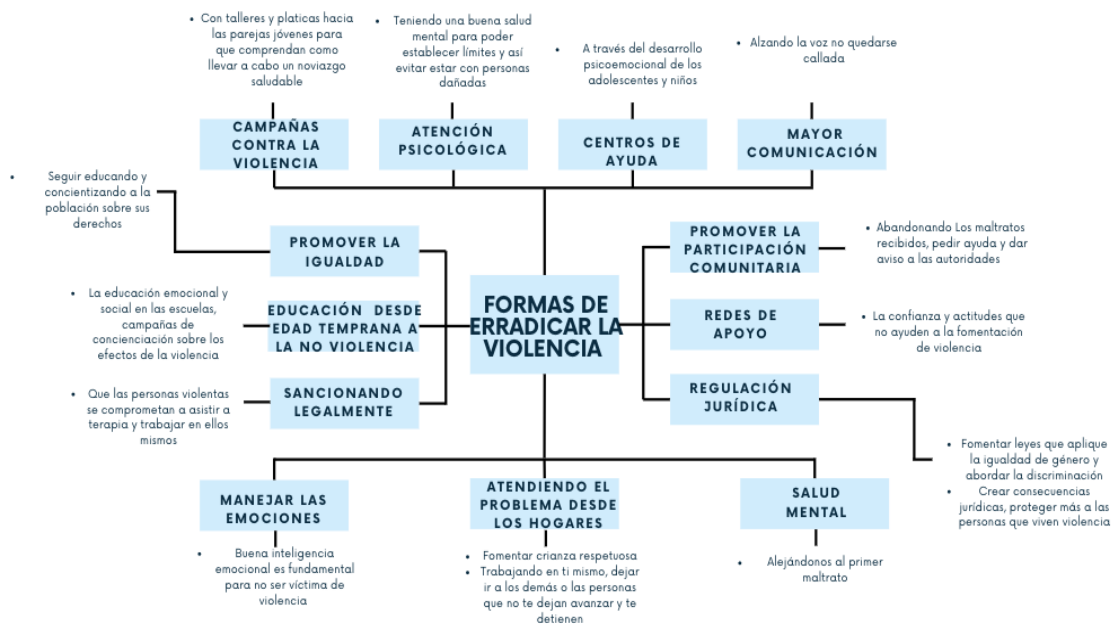 • Con talleres y platicas hacia
las parejas jóvenes para
que comprendan como
llevar a cabo un noviazgo
saludable
• Teniendo una buena salud
mental para poder
establecer límites y así
evitar estar con personas
dañadas
• A través del desarrollo
psicoemocional de los
adolescentes y niños
• Alzando la voz no quedarse
callada
CAMPAÑAS
CONTRA LA
VIOLENCIA
ATENCIÓN
PSICOLÓGICA
CENTROS DE
AYUDA
MAYOR
COMUNICACIÓN
• Seguir educando y
concientizando a la
población sobre sus
derechos
PROMOVER LA
IGUALDAD
• La educación emocional y
social en las escuelas,
campañas de
concienciación sobre los
efectos de la violencia
EDUCACIÓN DESDE
EDAD TEMPRANA A
LA NO VIOLENCIA
• Que las personas violentas
se comprometan a asistir a
terapia y trabajar en ellos
mismos
SANCIONANDO
LEGALMENTE
FORMAS DE
ERRADICAR LA
VIOLENCIA
PROMOVER LA
PARTICIPACIÓN
COMUNITARIA
• Abandonando Los maltratos
recibidos, pedir ayuda y dar
aviso a las autoridades
REDES DE
APOYO
• La confianza y actitudes que
no ayuden a la fomentación
de violencia
REGULACIÓN
JURÍDICA
• Fomentar leyes que aplique
la igualdad de género y
abordar la discriminación
• Crear consecuencias
jurídicas, proteger más a las
personas que viven violencia
MANEJAR LAS
EMOCIONES
• Buena inteligencia
emocional es fundamental
para no ser víctima de
violencia
ATENDIENDO EL
PROBLEMA DESDE
LOS HOGARES
• Fomentar crianza respetuosa
• Trabajando en ti mismo, dejar
ir a los demás o las personas
que no te dejan avanzar y te
detienen
SALUD
MENTAL
• Alejándonos al primer
maltrato